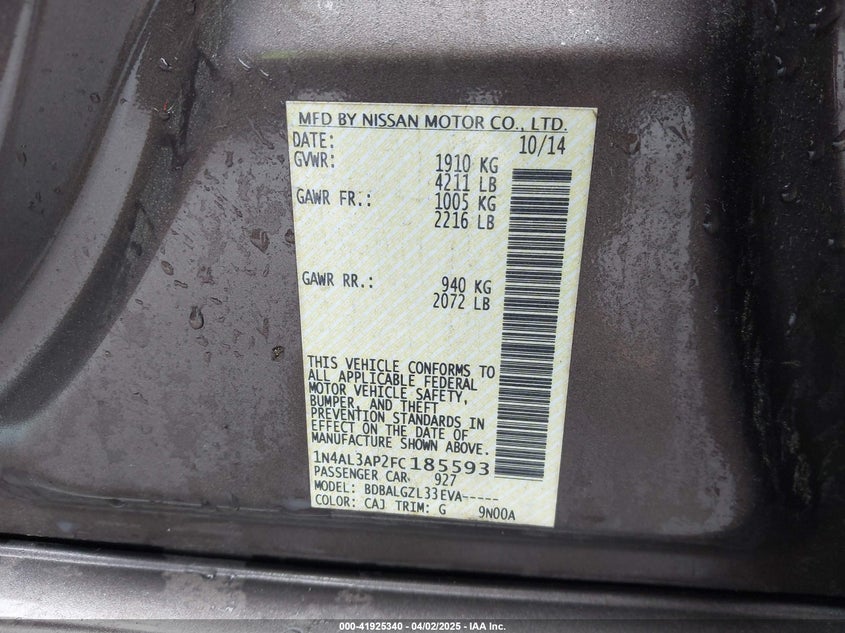 MFD BY NISSAN MOTOR CO., LTD.
DATE: 10/14
GVWR: 1910 KG
4211 LB
GAWR FR.: 1005 KG
2216 LB
GAWR RR.: 940 KG
2072 LB
THIS VEHICLE CONFORMS TO
ALL APPLICABLE FEDERAL
MOTOR VEHICLE SAFETY,
BUMPER, AND THEFT
PREVENTION STANDARDS IN
EFFECT ON THE DATE OF
MANUFACTURE SHOWN ABOVE.
1N4AL3AP2FC185593
PASSENGER CAR 927
MODEL: BDBALGZL33EVA-----
COLOR: CAJ TRIM: G 9N00A
000-41925340 - 04/02/2025 - IAA Inc.